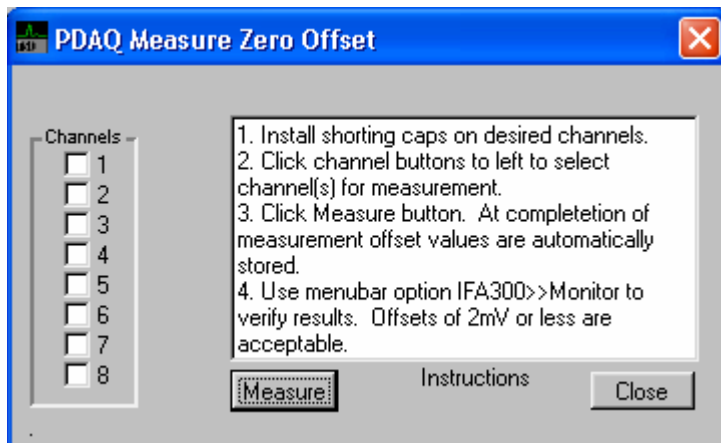 PDAQ Measure Zero Offset
Channels
1
2
3
4
5
6
7
8
1. Install shorting caps on desired channels.
2. Click channel buttons to left to select
channel(s) for measurement.
3. Click Measure button. At completetion of
measurement offset values are automatically
stored.
4. Use menubar option IFA300>>Monitor to
verify results. Offsets of 2mV or less are
acceptable.
Instructions
Measure
Close
.